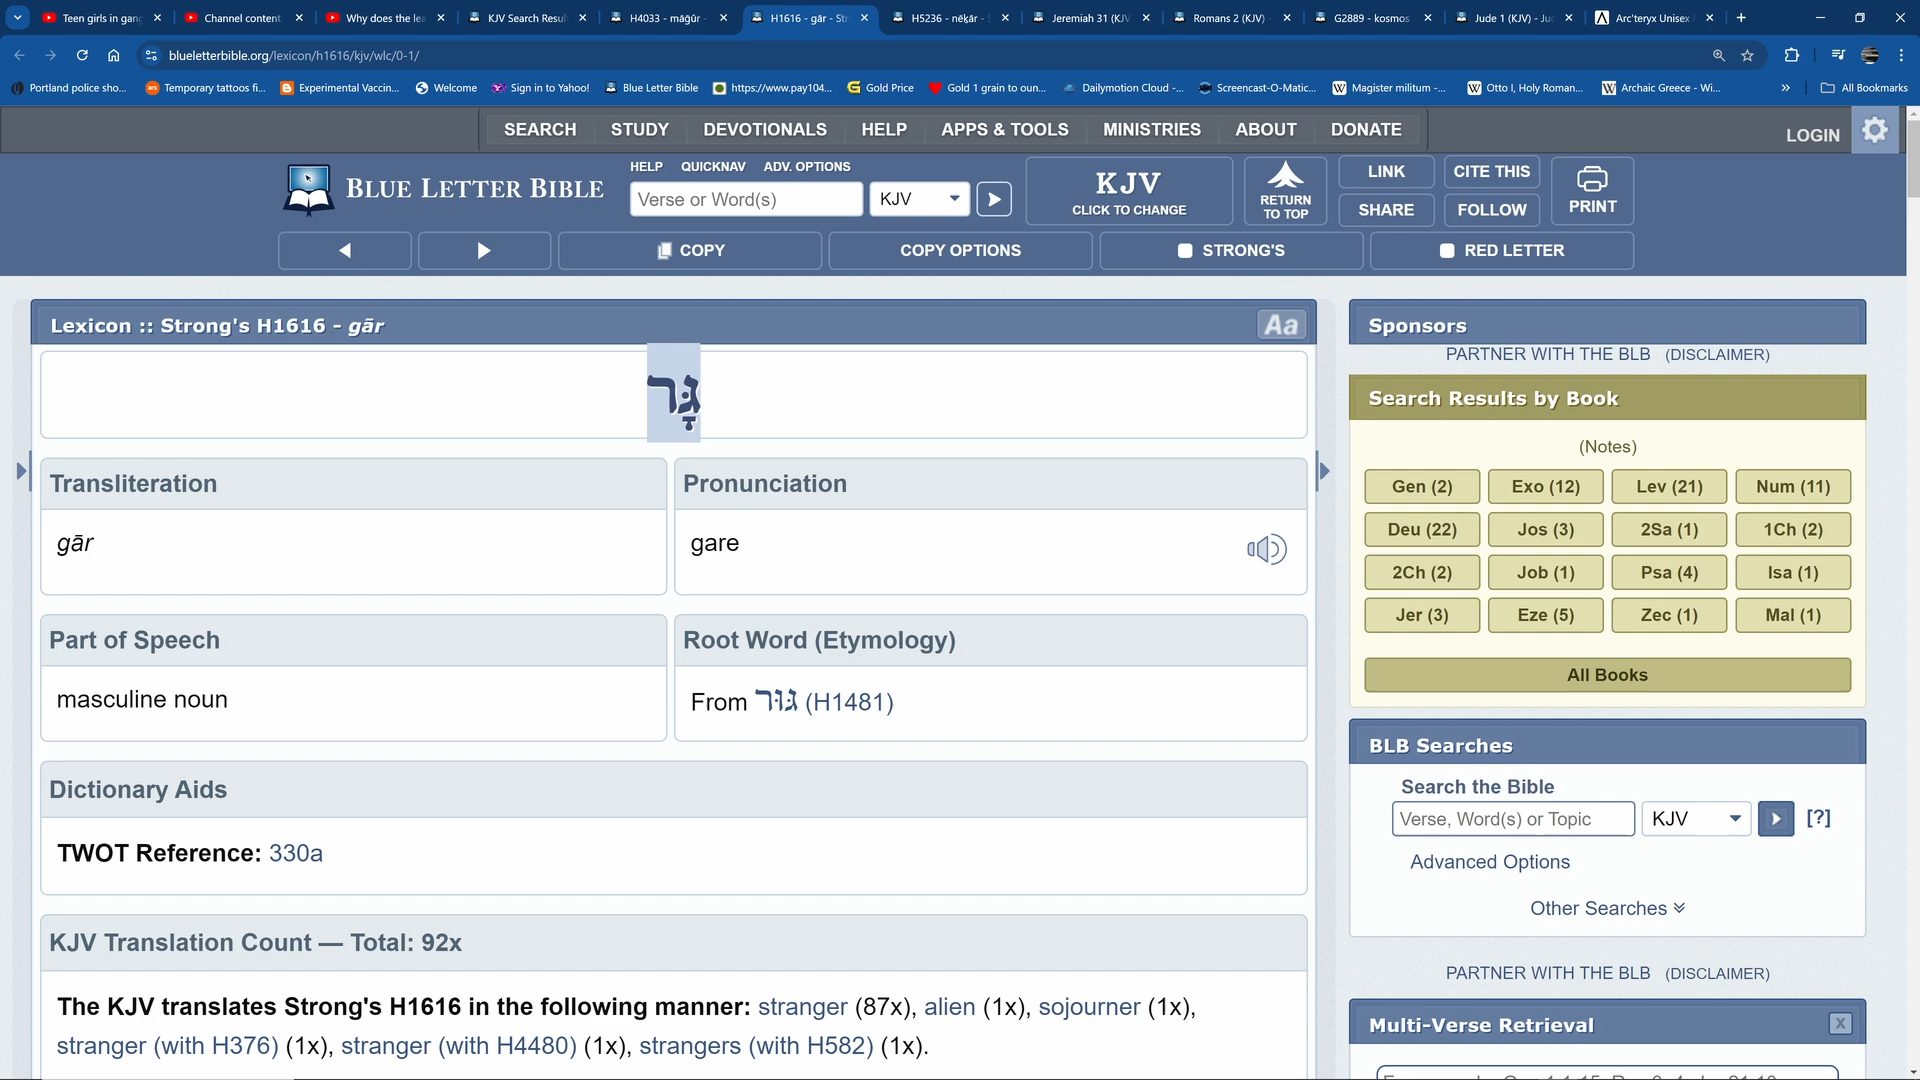 Teen girls in gang
Channel content
Why does the lea
KJV Search Resul
H4033 - māgûr -
H1616 - gār - Str
H5236 - nēḵār - S
Jeremiah 31 (KJV)
Romans 2 (KJV)
G2889 - kosmos
Jude 1 (KJV) - Ju
Arc'teryx Unisex
blueletterbible.org/lexicon/h1616/kjv/wlc/0-1/
Portland police sho...
Temporary tattoos fi...
Experimental Vaccin...
Welcome
Sign in to Yahoo!
Blue Letter Bible
https://www.pay104...
Gold Price
Gold 1 grain to oun...
Dailymotion Cloud -...
Screencast-O-Matic...
Magister militum -...
Otto I, Holy Roman...
Archaic Greece - Wi...
All Bookmarks
SEARCH STUDY DEVOTIONALS HELP APPS & TOOLS MINISTRIES ABOUT DONATE
LOGIN
BLUE LETTER BIBLE
HELP QUICKNAV ADV. OPTIONS
Verse or Word(s)
KJV
KJV
CLICK TO CHANGE
RETURN
TO TOP
LINK
CITE THIS
SHARE
FOLLOW
PRINT
COPY
COPY OPTIONS
STRONG'S
RED LETTER
Lexicon :: Strong's H1616 - gār
Aa
גָּר
Transliteration
gār
Pronunciation
gare
Part of Speech
masculine noun
Root Word (Etymology)
From גּוּר (H1481)
Dictionary Aids
TWOT Reference: 330a
KJV Translation Count — Total: 92x
The KJV translates Strong's H1616 in the following manner: stranger (87x), alien (1x), sojourner (1x),
stranger (with H376) (1x), stranger (with H4480) (1x), strangers (with H582) (1x).
Sponsors
PARTNER WITH THE BLB (DISCLAIMER)
Search Results by Book
(Notes)
Gen (2) Exo (12) Lev (21) Num (11)
Deu (22) Jos (3) 2Sa (1) 1Ch (2)
2Ch (2) Job (1) Psa (4) Isa (1)
Jer (3) Eze (5) Zec (1) Mal (1)
All Books
BLB Searches
Search the Bible
Verse, Word(s) or Topic
KJV
[?]
Advanced Options
Other Searches
PARTNER WITH THE BLB (DISCLAIMER)
Multi-Verse Retrieval
X